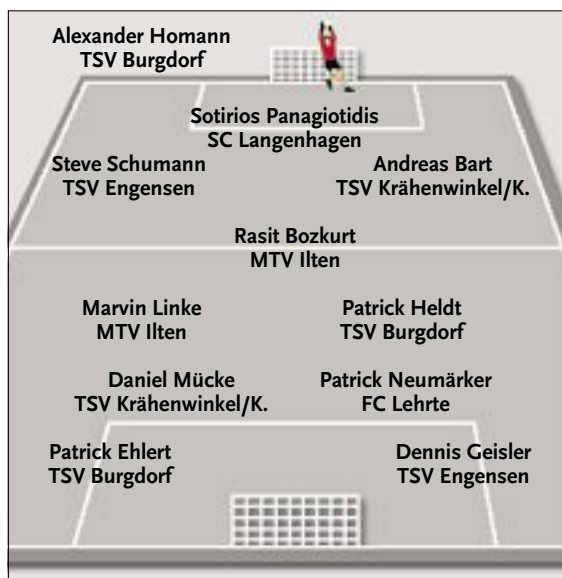 Alexander Homann
TSV Burgdorf
Sotirios Panagiotidis
SC Langenhagen
Steve Schumann
TSV Engensen
Andreas Bart
TSV Krähenwinkel/K.
Rasit Bozkurt
MTV Ilten
Marvin Linke
MTV Ilten
Patrick Heldt
TSV Burgdorf
Daniel Mücke
TSV Krähenwinkel/K.
Patrick Neumärker
FC Lehrte
Patrick Ehlert
TSV Burgdorf
Dennis Geisler
TSV Engensen